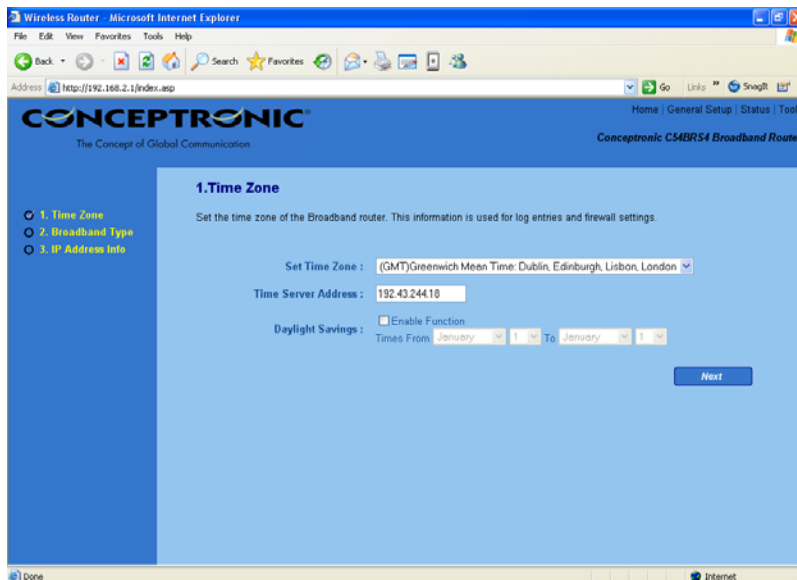 Wireless Router - Microsoft Internet Explorer
File Edit View Favorites Tools Help
Back Search Favorites
Address http://192.168.2.1/index.asp Go Links » SnagIt
CONCEPTRONIC
The Concept of Global Communication
Home | General Setup | Status | Tool
Conceptronic C54BRS4 Broadband Route
1. Time Zone
2. Broadband Type
3. IP Address Info
1.Time Zone
Set the time zone of the Broadband router. This information is used for log entries and firewall settings.
Set Time Zone : (GMT)Greenwich Mean Time: Dublin, Edinburgh, Lisbon, London
Time Server Address : 192.43.244.18
Daylight Savings : Enable Function
Times From January 1 To January 1
Next
Done Internet